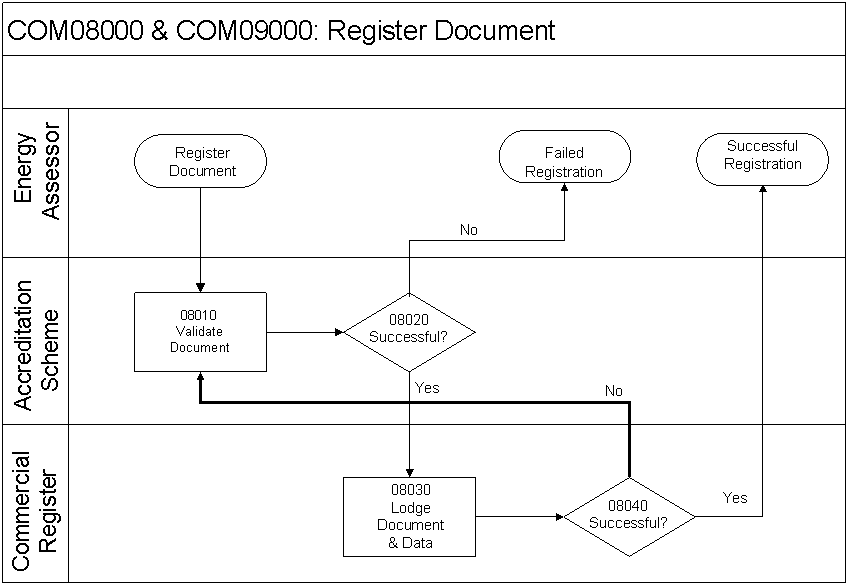 COM08000 & COM09000: Register Document
Energy
Assessor
Register
Document
Failed
Registration
Successful
Registration
No
Accreditation
Scheme
08010
Validate
Document
08020
Successful?
Yes
No
Commercial
Register
08030
Lodge
Document
& Data
08040
Successful?
Yes